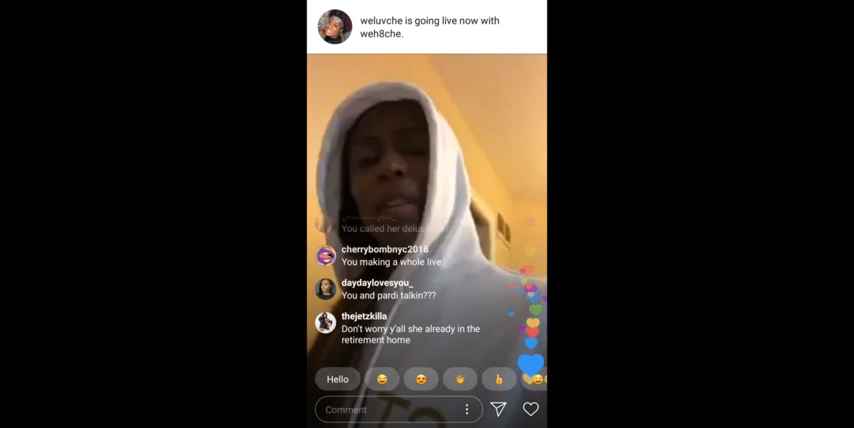 weluvche is going live now with
weh8che.
You called her delus
cherrybombnyc2018
You making a whole live
daydaylovesyou_
You and pardi talkin???
thejetzkilla
Don't worry y'all she already in the
retirement home
Hello
Comment